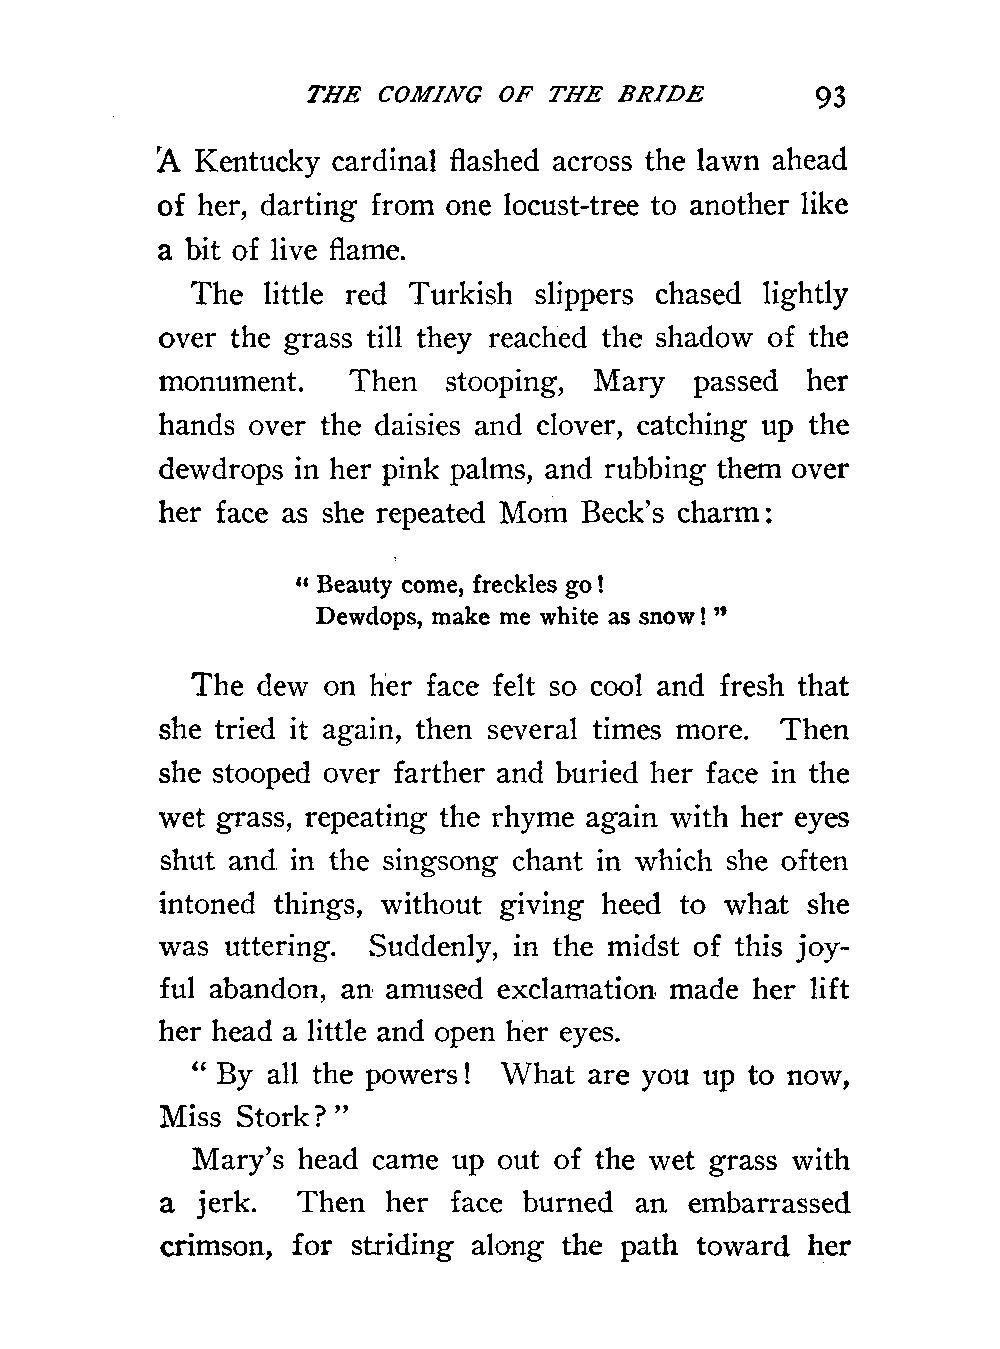 THE COMING OF THE BRIDE 93
A Kentucky cardinal flashed across the lawn ahead
of her, darting from one locust-tree to another like
a bit of live flame.
The little red Turkish slippers chased lightly
over the grass till they reached the shadow of the
monument. Then stooping, Mary passed her
hands over the daisies and clover, catching up the
dewdrops in her pink palms, and rubbing them over
her face as she repeated Mom Beck's charm:
" Beauty come, freckles go!
Dewdops, make me white as snow! "
The dew on her face felt so cool and fresh that
she tried it again, then several times more. Then
she stooped over farther and buried her face in the
wet grass, repeating the rhyme again with her eyes
shut and in the singsong chant in which she often
intoned things, without giving heed to what she
was uttering. Suddenly, in the midst of this joy-
ful abandon, an amused exclamation made her lift
her head a little and open her eyes.
" By all the powers! What are you up to now,
Miss Stork? "
Mary's head came up out of the wet grass with
a jerk. Then her face burned an embarrassed
crimson, for striding along the path toward her